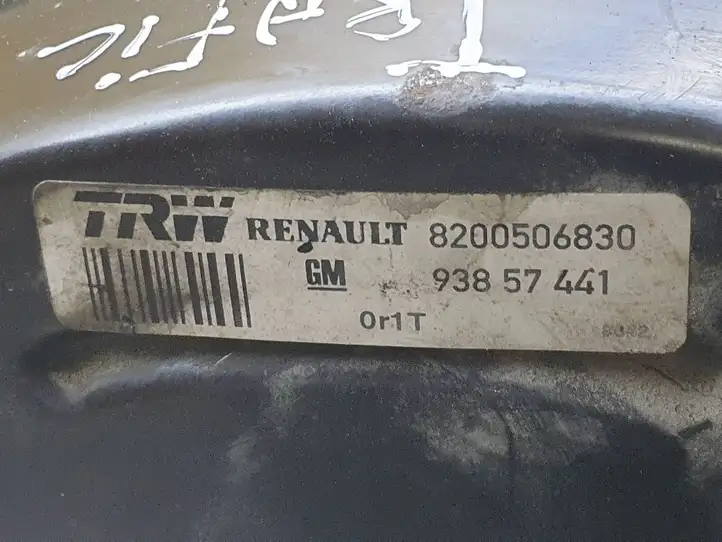 TRAFIC
TRW RENAULT 8200506830
GM 938 57 441
0r1T